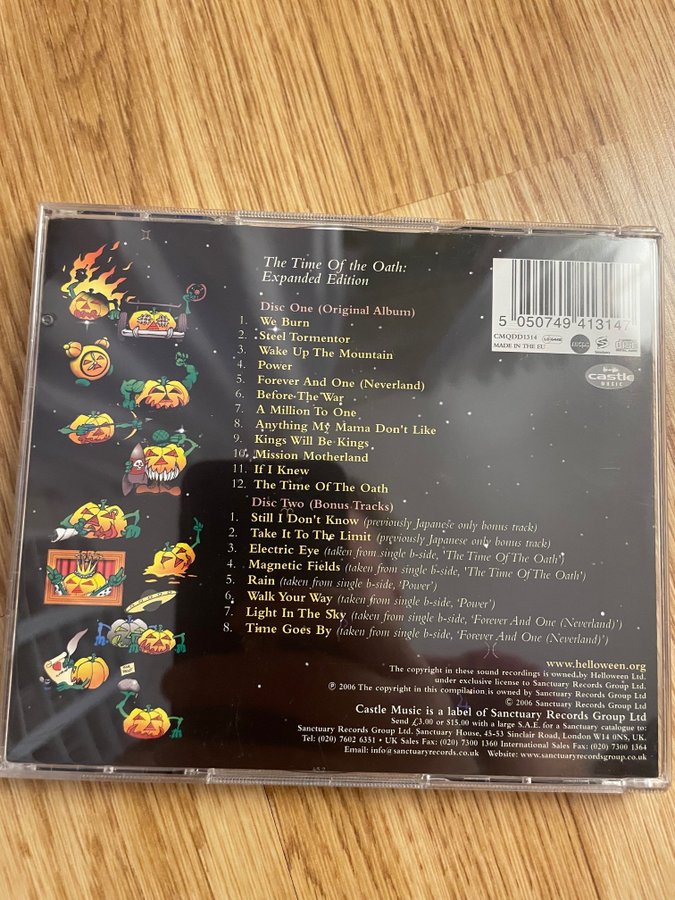 The Time Of the Oath:
Expanded Edition
Disc One (Original Album)
1. We Burn
2. Steel Tormentor
3. Wake Up The Mountain
4. Power
5. Forever And One (Neverland)
6. Before The War
7. A Million To One
8. Anything My Mama Don't Like
9. Kings Will Be Kings
10. Mission Motherland
11. If I Knew
12. The Time Of The Oath
Disc Two (Bonus Tracks)
1. Still I Don't Know (previously Japanese only bonus track)
2. Take It To The Limit (previously Japanese only bonus track)
3. Electric Eye (taken from single b-side, 'The Time Of The Oath')
4. Magnetic Fields (taken from single b-side, 'The Time Of The Oath')
5. Rain (taken from single b-side, 'Power')
6. Walk Your Way (taken from single b-side, 'Power')
7. Light In The Sky (taken from single b-side, 'Forever And One (Neverland)')
8. Time Goes By (taken from single b-side, 'Forever And One (Neverland)')
5 050749 413147
CMQDD1314
MADE IN THE EU
castle
MUSIC
www.helloween.org
The copyright in these sound recordings is owned by Helloween Ltd.
under exclusive license to Sanctuary Records Group Ltd.
℗ 2006 The copyright in this compilation is owned by Sanctuary Records Group Ltd
© 2006 Sanctuary Records Group Ltd
Castle Music is a label of Sanctuary Records Group Ltd
Send £3.00 or $15.00 with a large S.A.E. for a Sanctuary catalogue to:
Sanctuary Records Group Ltd. Sanctuary House, 45-53 Sinclair Road, London W14 0NS, UK.
Tel: (020) 7602 6351 • UK Sales Fax: (020) 7300 1360 International Sales Fax: (020) 7300 1364
Email: info@sanctuaryrecords.co.uk Website: www.sanctuaryrecordsgroup.co.uk